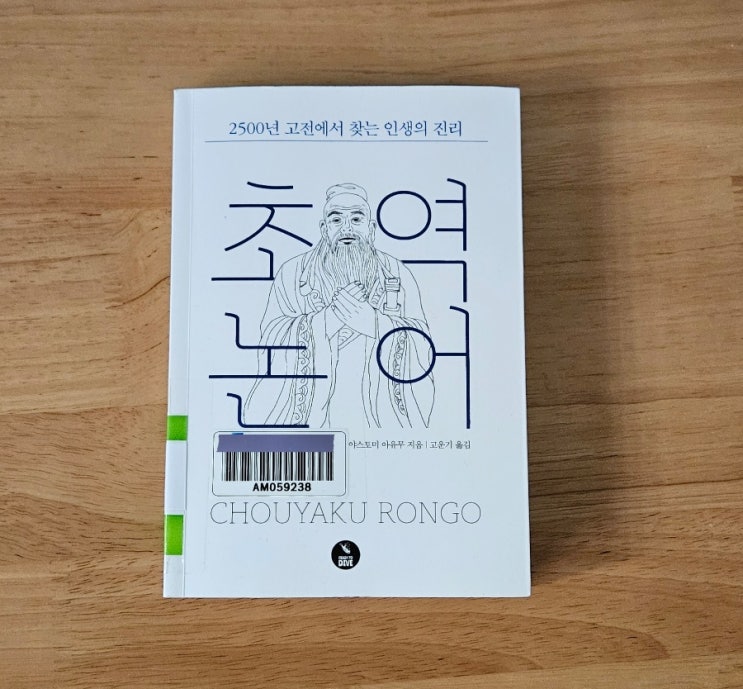 2500년 고전에서 찾는 인생의 진리
초역
논어
야스토미 아유무 지음 | 고운기 옮김
AM059238
CHOUYAKU RONGO
READY TO
DIVE